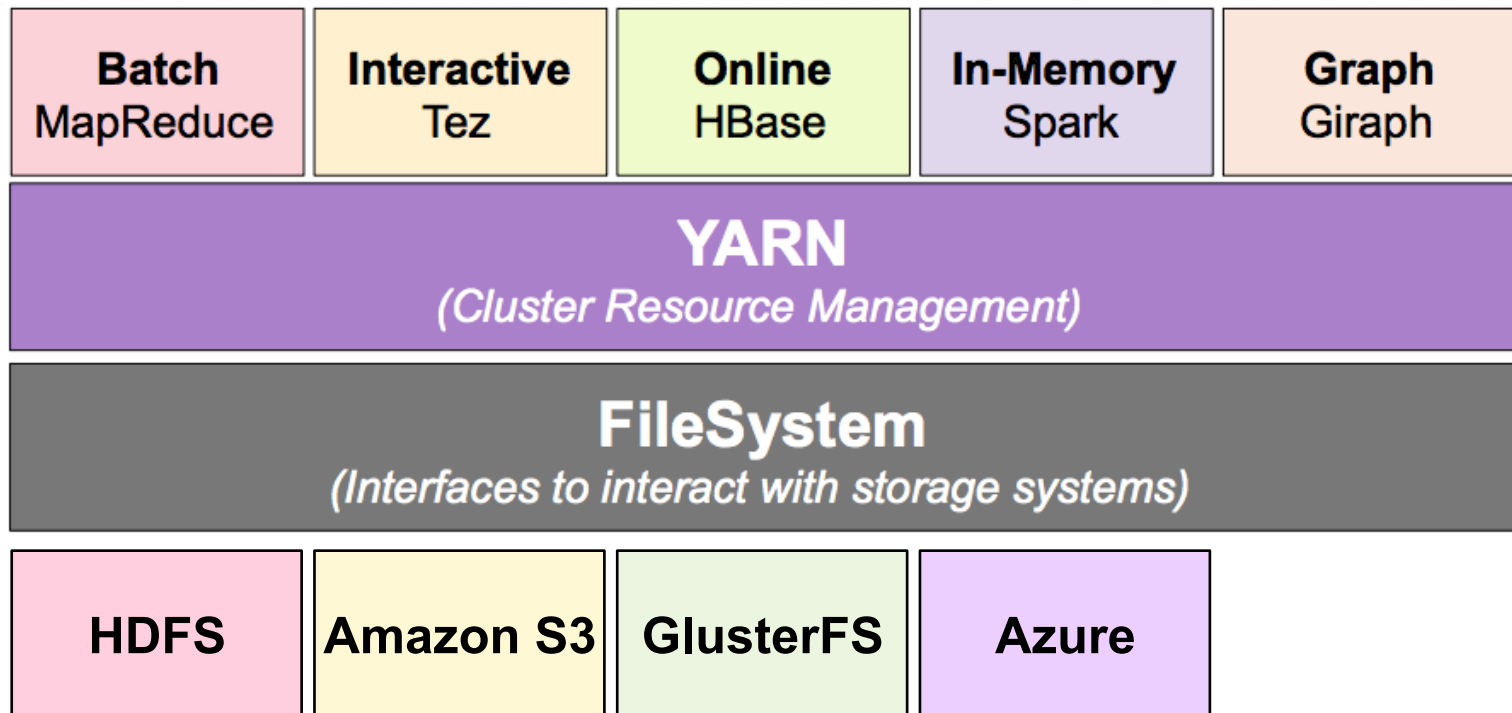 Batch
MapReduce
Interactive
Tez
Online
HBase
In-Memory
Spark
Graph
Giraph
YARN
(Cluster Resource Management)
FileSystem
(Interfaces to interact with storage systems)
HDFS
Amazon S3
GlusterFS
Azure